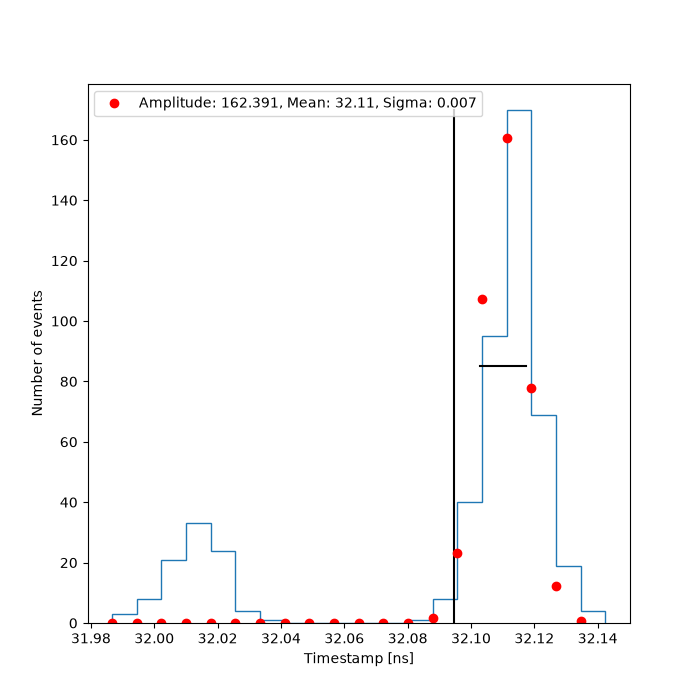 Amplitude: 162.391, Mean: 32.11, Sigma: 0.007
160
140
120
100
80
60
40
20
0
Number of events
31.98 32.00 32.02 32.04 32.06 32.08 32.10 32.12 32.14
Timestamp [ns]